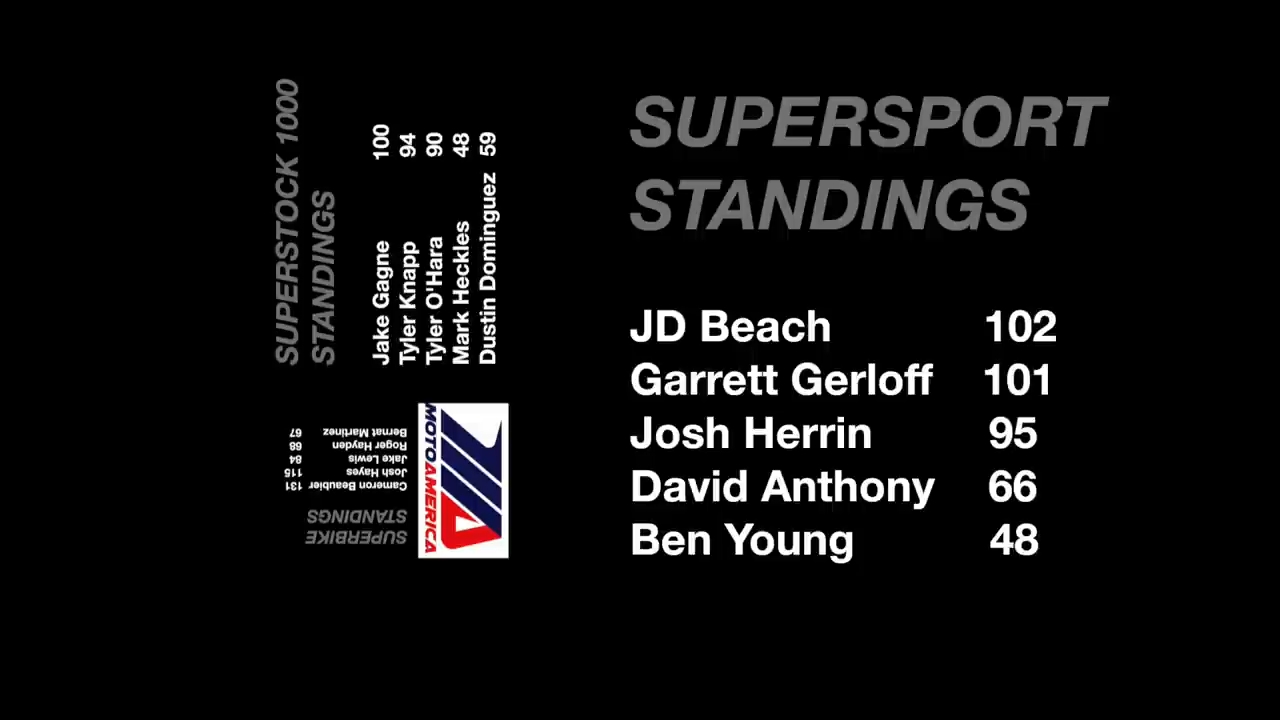 SUPERSPORT
STANDINGS
JD Beach 102
Garrett Gerloff 101
Josh Herrin 95
David Anthony 66
Ben Young 48
SUPERSTOCK 1000
STANDINGS
Jake Gagne 100
Tyler Knapp 94
Tyler O'Hara 90
Mark Heckles 48
Dustin Dominguez 59
SUPERBIKE
STANDINGS
Cameron Beaubier 131
Josh Hayes 115
Jake Lewis 84
Roger Hayden 68
Bernat Martinez 67
MOTOAMERICA